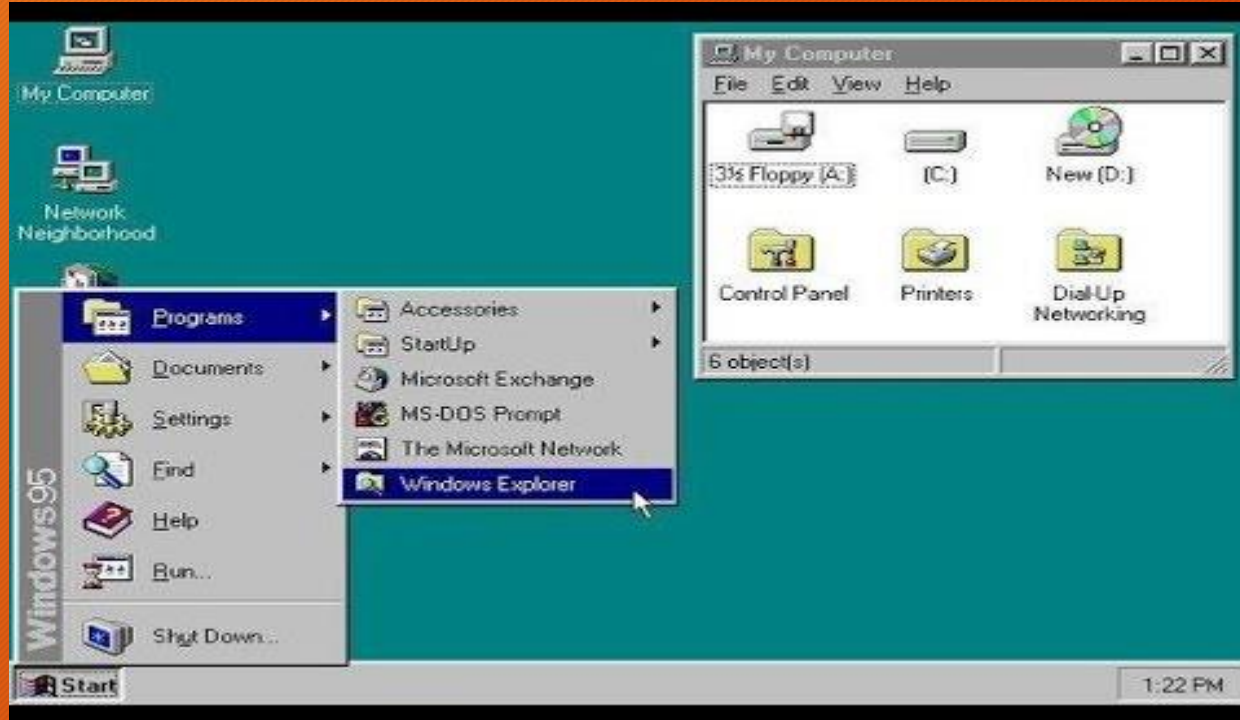 My Computer
Network
Neighborhood
My Computer
File Edit View Help
3½ Floppy (A:)
(C:)
New (D:)
Control Panel
Printers
Dial-Up
Networking
6 object(s)
Windows95
Programs
Documents
Settings
Find
Help
Run...
Shut Down...
Accessories
StartUp
Microsoft Exchange
MS-DOS Prompt
The Microsoft Network
Windows Explorer
Start
1:22 PM